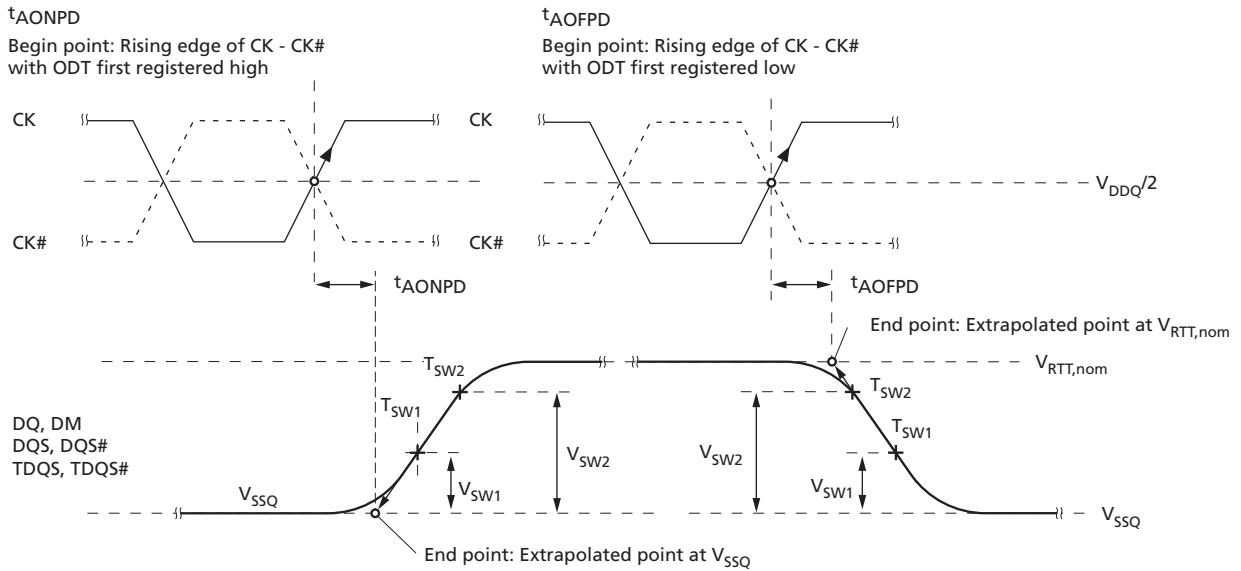 tAONPD
Begin point: Rising edge of CK - CK#
with ODT first registered high
tAOFPD
Begin point: Rising edge of CK - CK#
with ODT first registered low
CK
CK
VDDQ/2
CK#
CK#
tAONPD
tAOFPD
End point: Extrapolated point at VRTT,nom
TSW2
VRTT,nom
TSW2
TSW1
TSW1
DQ, DM
DQS, DQS#
TDQS, TDQS#
VSW2
VSW2
VSW1
VSW1
VSSQ
VSSQ
End point: Extrapolated point at VSSQ